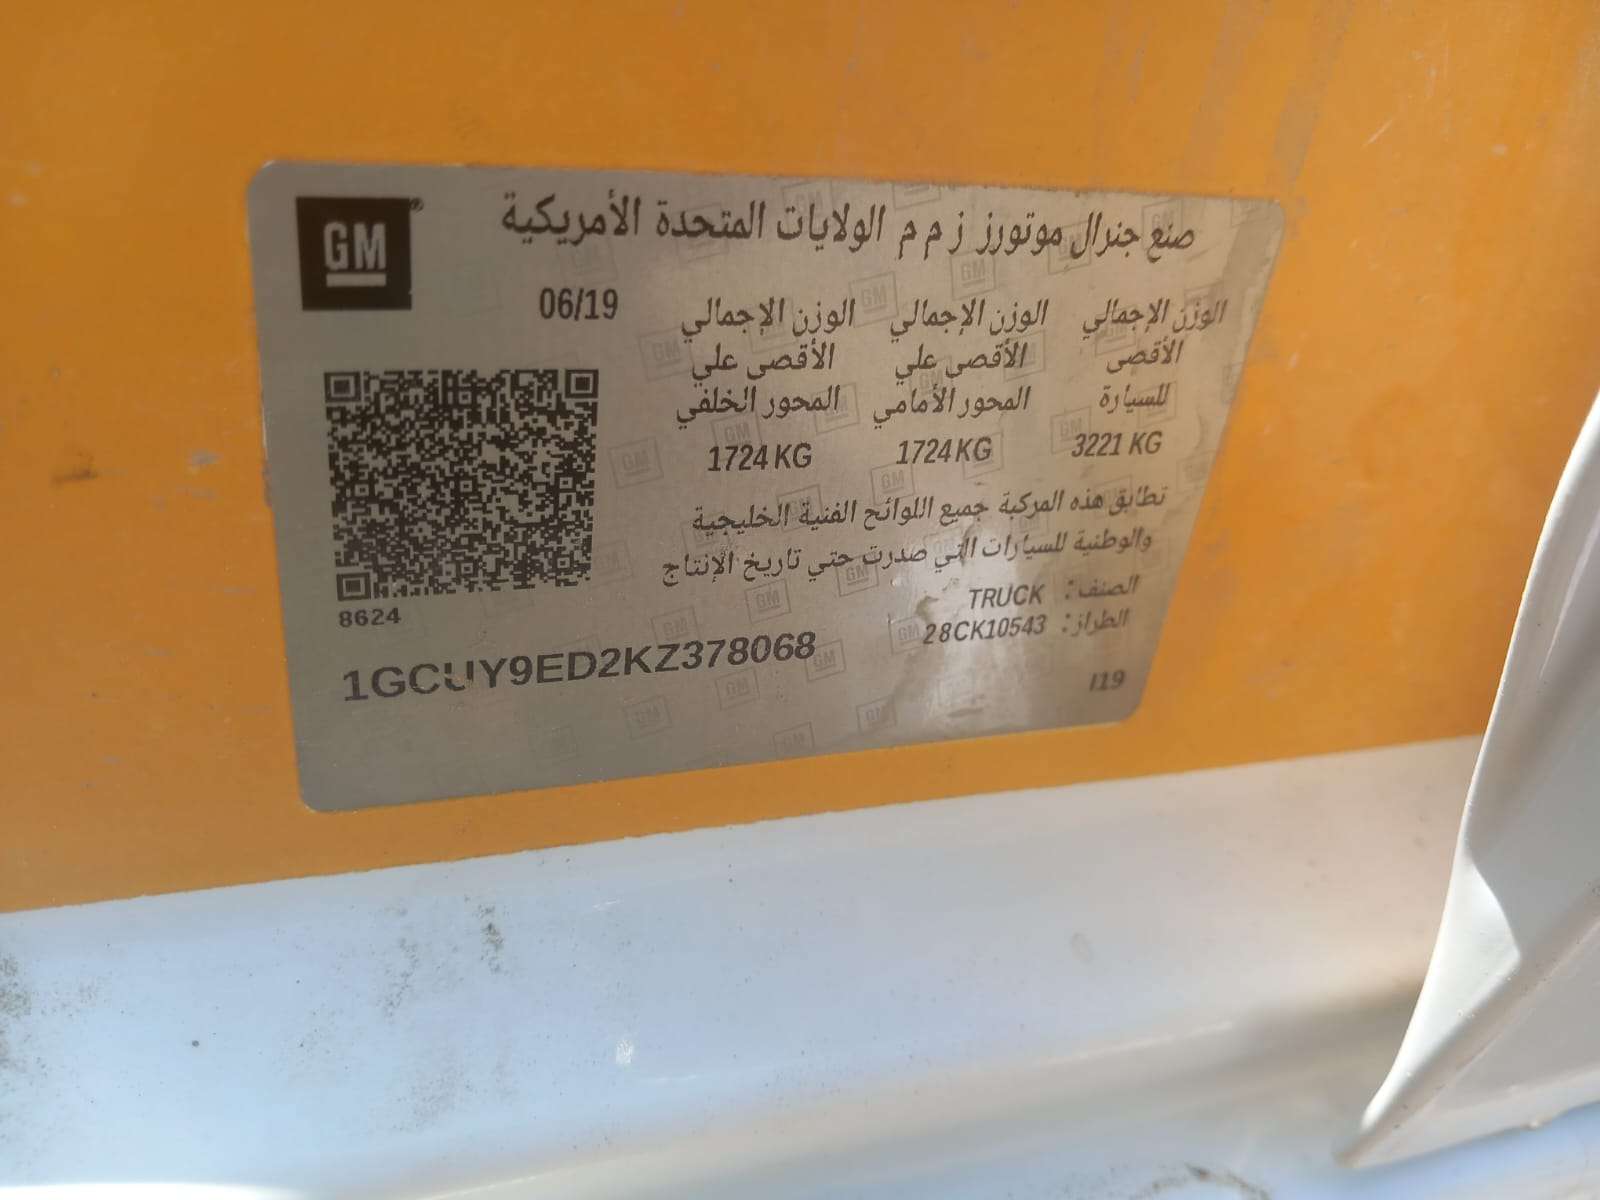 GM
صنع جنرال موتورز ز م م الولايات المتحدة الأمريكية
06/19
الوزن الإجمالي الوزن الإجمالي الوزن الإجمالي
الأقصى الأقصى علي الأقصى علي
للسيارة المحور الأمامي المحور الخلفي
3221 KG 1724 KG 1724 KG
تطابق هذه المركبة جميع اللوائح الفنية الخليجية
والوطنية للسيارات التي صدرت حتي تاريخ الإنتاج
الصنف: TRUCK
الطراز: 28CK10543
8624
1GCUY9ED2KZ378068
I19